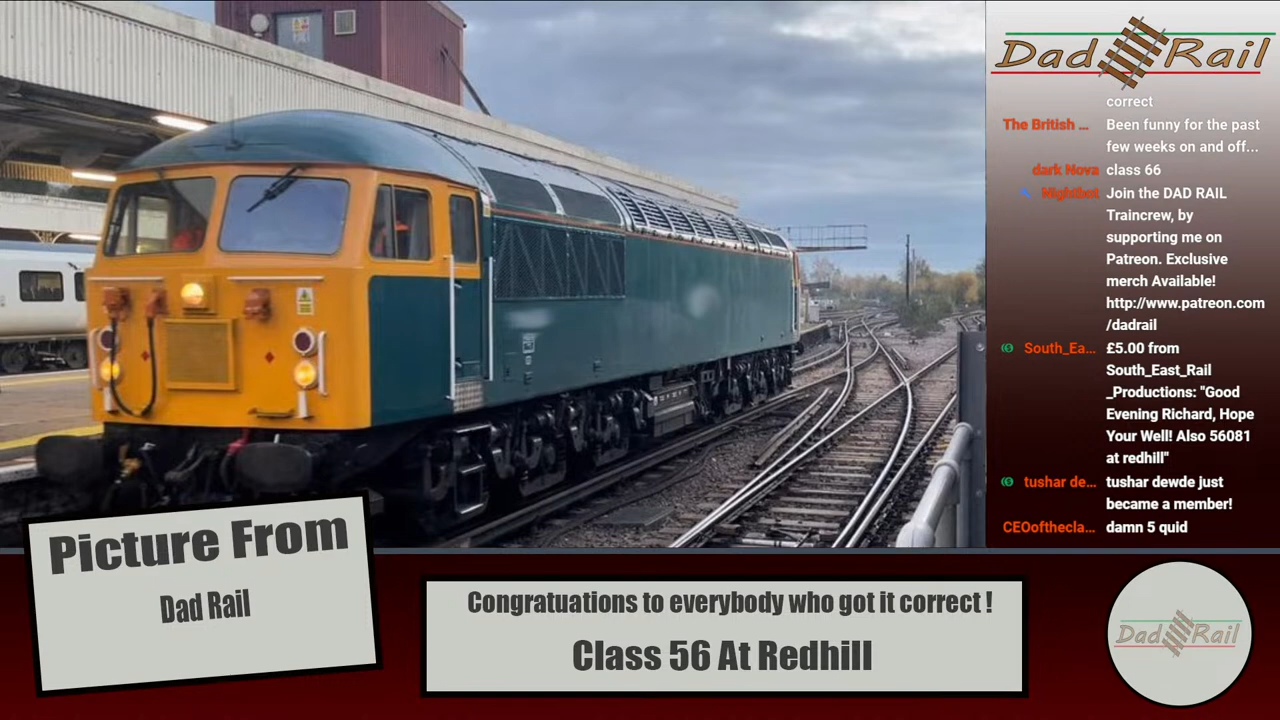 Dad Rail
correct
The British ... Been funny for the past
few weeks on and off...
dark Nova class 66
Nightbot Join the DAD RAIL
Traincrew, by
supporting me on
Patreon. Exclusive
merch Available!
http://www.patreon.com
/dadrail
South_Ea... £5.00 from
South_East_Rail
_Productions: "Good
Evening Richard, Hope
Your Well! Also 56081
at redhill"
tushar de... tushar dewde just
became a member!
CEOofthecla... damn 5 quid
Picture From
Dad Rail
Congratuations to everybody who got it correct !
Class 56 At Redhill
Dad Rail